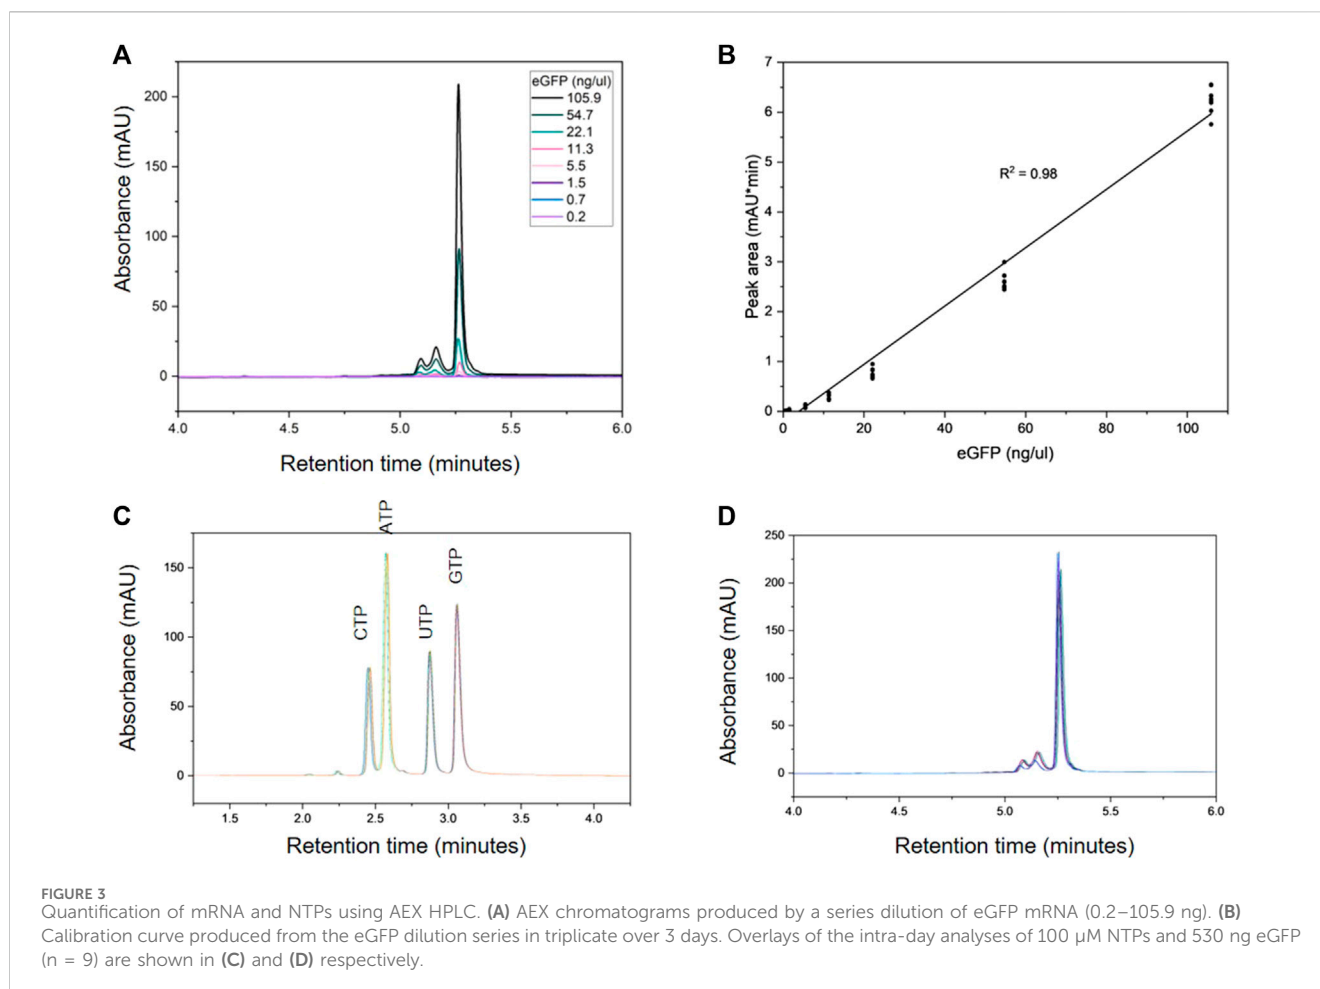 A
Absorbance (mAU)
200
150
100
50
0
4.0 4.5 5.0 5.5 6.0
Retention time (minutes)
eGFP (ng/ul)
105.9
54.7
22.1
11.3
5.5
1.5
0.7
0.2
B
Peak area (mAU*min)
7
6
5
4
3
2
1
0
0 20 40 60 80 100
eGFP (ng/ul)
R² = 0.98
C
Absorbance (mAU)
150
100
50
0
1.5 2.0 2.5 3.0 3.5 4.0
Retention time (minutes)
CTP
ATP
UTP
GTP
D
Absorbance (mAU)
250
200
150
100
50
0
4.0 4.5 5.0 5.5 6.0
Retention time (minutes)
FIGURE 3
Quantification of mRNA and NTPs using AEX HPLC. (A) AEX chromatograms produced by a series dilution of eGFP mRNA (0.2–105.9 ng). (B)
Calibration curve produced from the eGFP dilution series in triplicate over 3 days. Overlays of the intra-day analyses of 100 µM NTPs and 530 ng eGFP
(n = 9) are shown in (C) and (D) respectively.